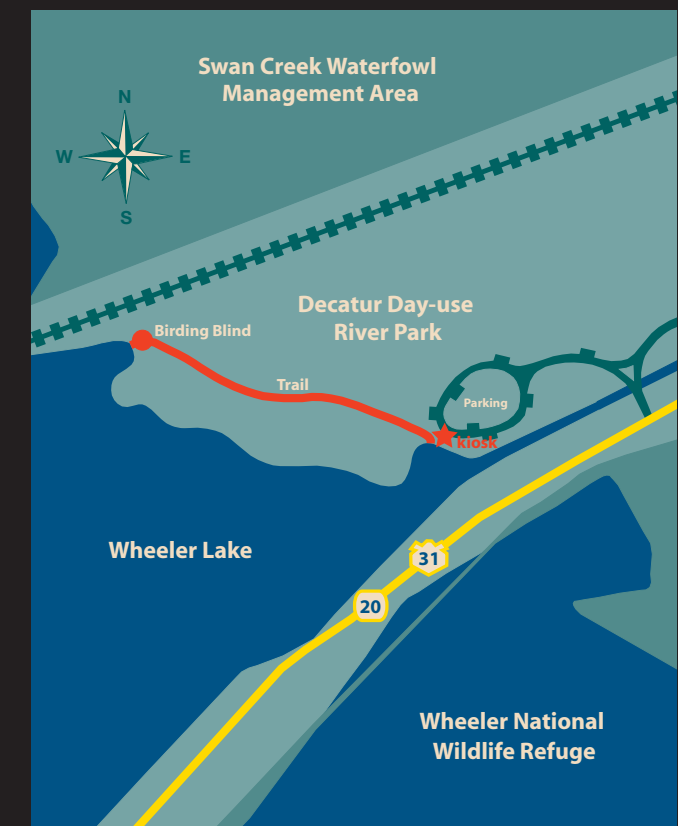 Swan Creek Waterfowl
Management Area
N
W
E
S
Decatur Day-use
River Park
Birding Blind
Trail
Parking
kiosk
Wheeler Lake
31
20
Wheeler National
Wildlife Refuge